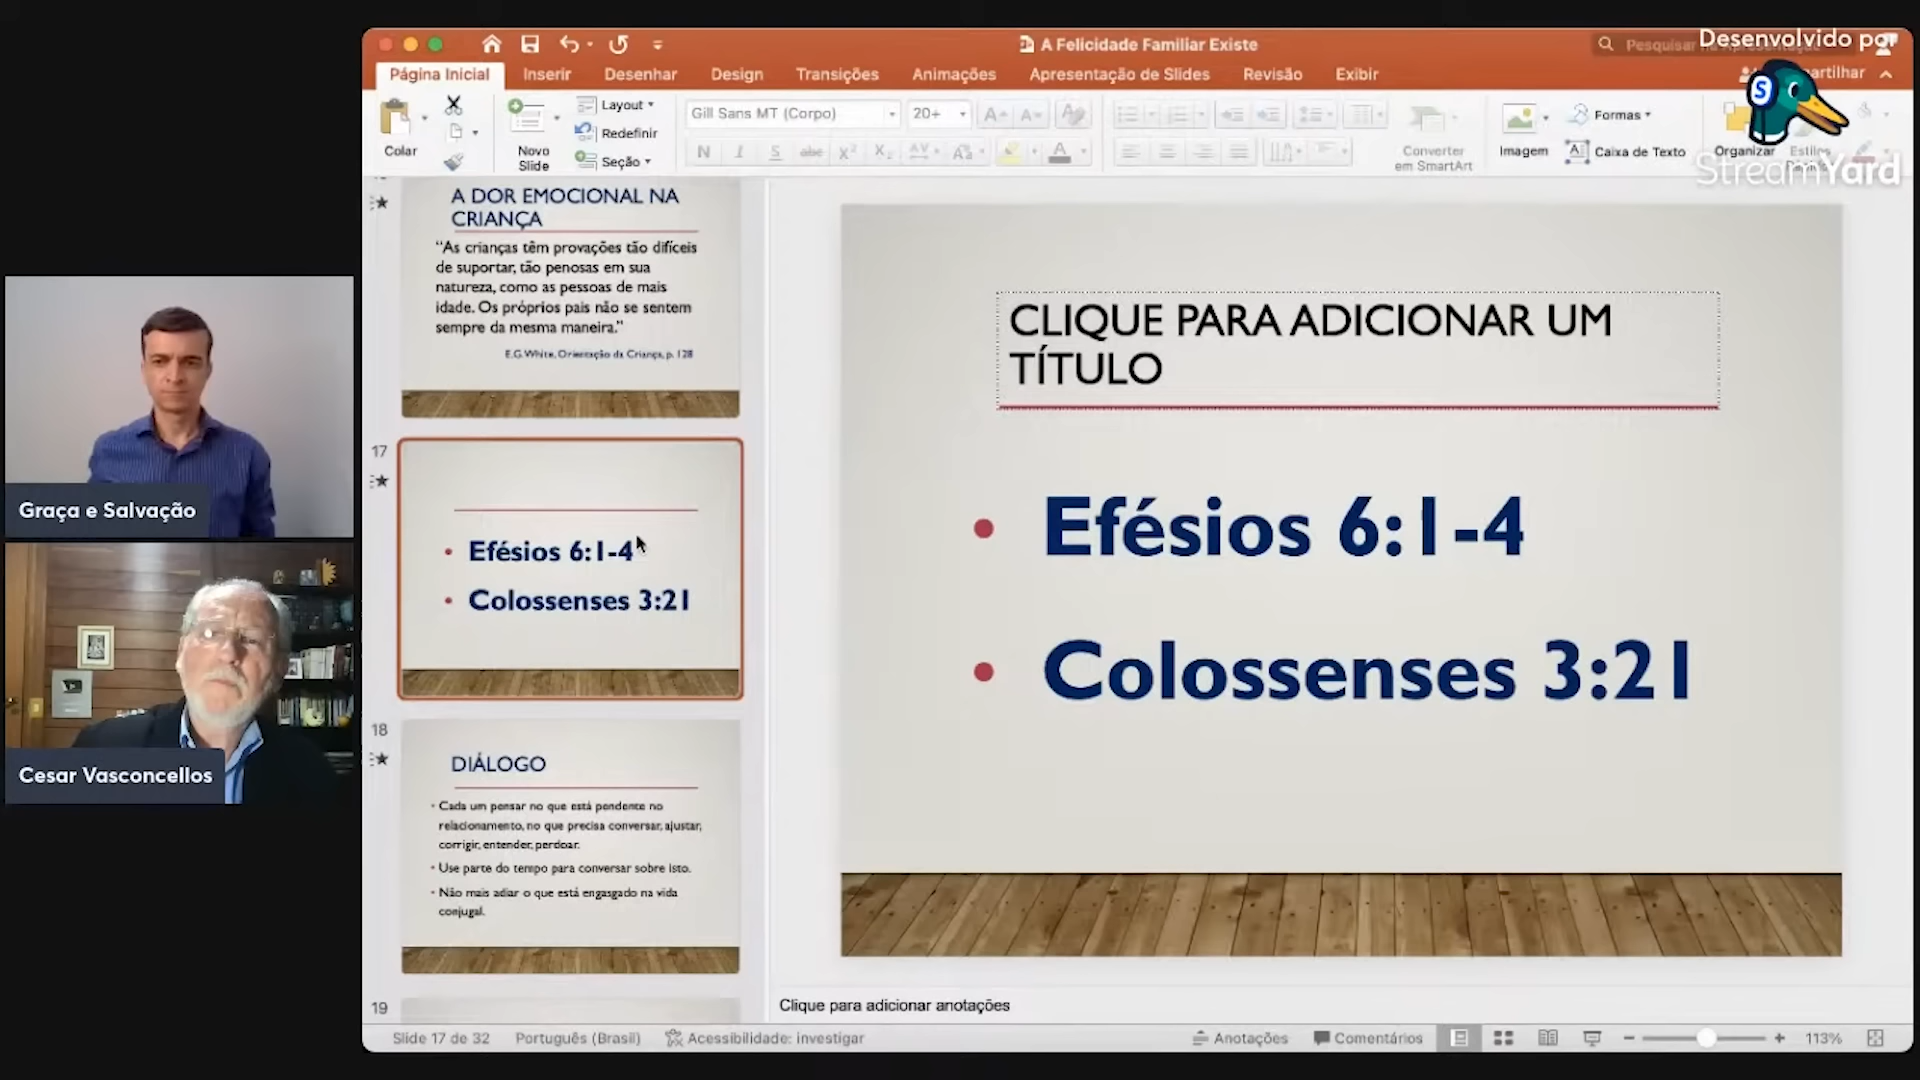 A Felicidade Familiar Existe
Desenvolvido por
StreamYard
Página Inicial
Inserir
Desenhar
Design
Transições
Animações
Apresentação de Slides
Revisão
Exibir
Colar
Novo
Slide
Layout
Redefinir
Seção
Gill Sans MT (Corpo)
20+
Converter
em SmartArt
Imagem
Formas
Caixa de Texto
Organizar
A DOR EMOCIONAL NA
CRIANÇA
“As crianças têm provações tão difíceis
de suportar, tão penosas em sua
natureza, como as pessoas de mais
idade. Os próprios pais não se sentem
sempre da mesma maneira.”
E.G. White, Orientação da Criança, p. 128
17
Efésios 6:1-4
Colossenses 3:21
18
DIÁLOGO
Cada um pensar no que está pendente no
relacionamento, no que precisa conversar, ajustar,
corrigir, entender, perdoar.
Use parte do tempo para conversar sobre isto.
Não mais adiar o que está engasgado na vida
conjugal.
19
CLIQUE PARA ADICIONAR UM
TÍTULO
Efésios 6:1-4
Colossenses 3:21
Clique para adicionar anotações
Slide 17 de 32
Português (Brasil)
Acessibilidade: investigar
Anotações
Comentários
113%
Graça e Salvação
Cesar Vasconcellos